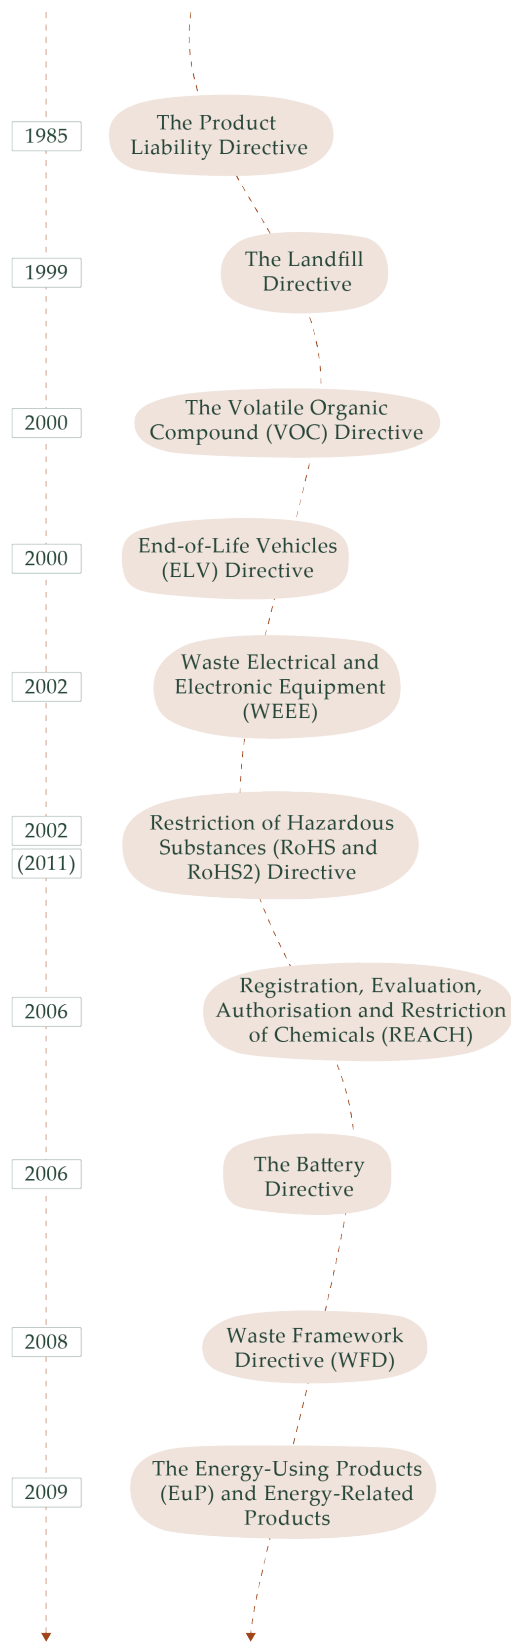 1985
The Product
Liability Directive
1999
The Landfill
Directive
2000
The Volatile Organic
Compound (VOC) Directive
2000
End-of-Life Vehicles
(ELV) Directive
2002
Waste Electrical and
Electronic Equipment
(WEEE)
2002
(2011)
Restriction of Hazardous
Substances (RoHS and
RoHS2) Directive
2006
Registration, Evaluation,
Authorisation and Restriction
of Chemicals (REACH)
2006
The Battery
Directive
2008
Waste Framework
Directive (WFD)
2009
The Energy-Using Products
(EuP) and Energy-Related
Products